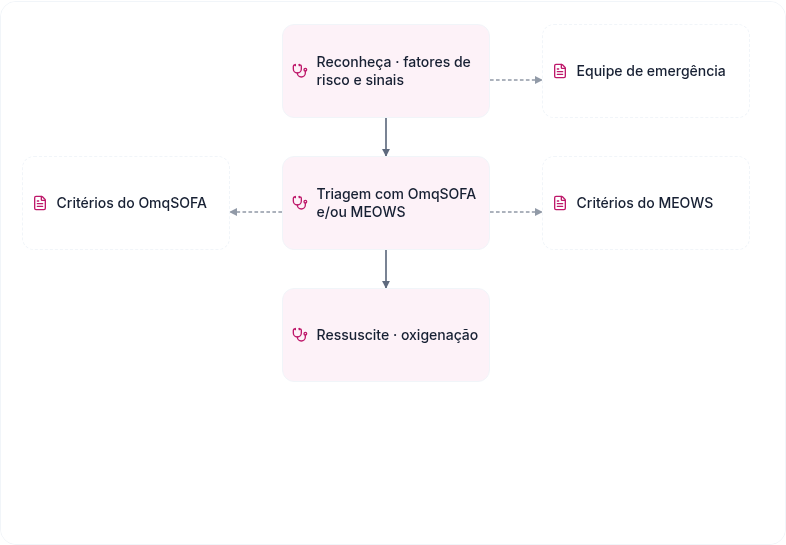 Reconheça · fatores de
risco e sinais
Equipe de emergência
Critérios do OmqSOFA
Triagem com OmqSOFA
e/ou MEOWS
Critérios do MEOWS
Ressuscite · oxigenação